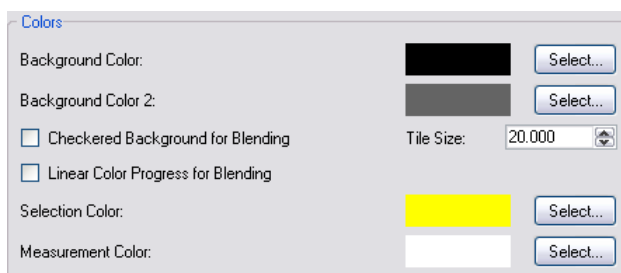 Colors
Background Color: Select...
Background Color 2: Select...
Checkered Background for Blending Tile Size: 20.000
Linear Color Progress for Blending
Selection Color: Select...
Measurement Color: Select...